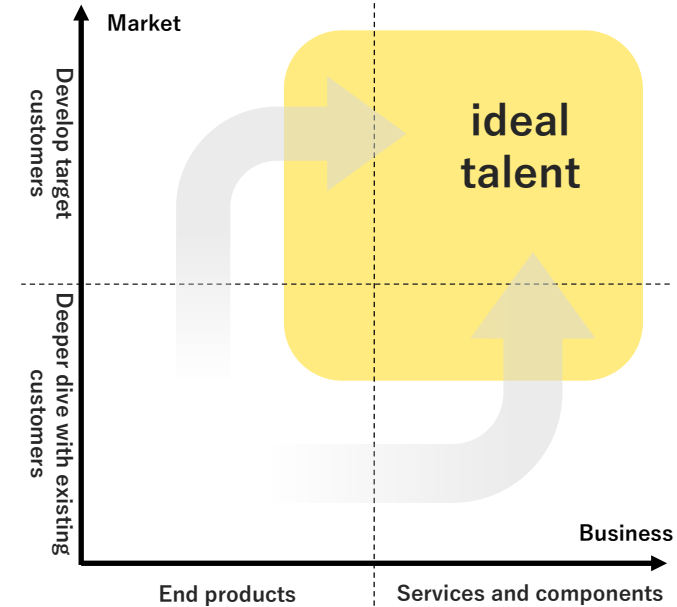 Market
Develop target
customers
ideal
talent
Deeper dive with existing
customers
Business
End products
Services and components